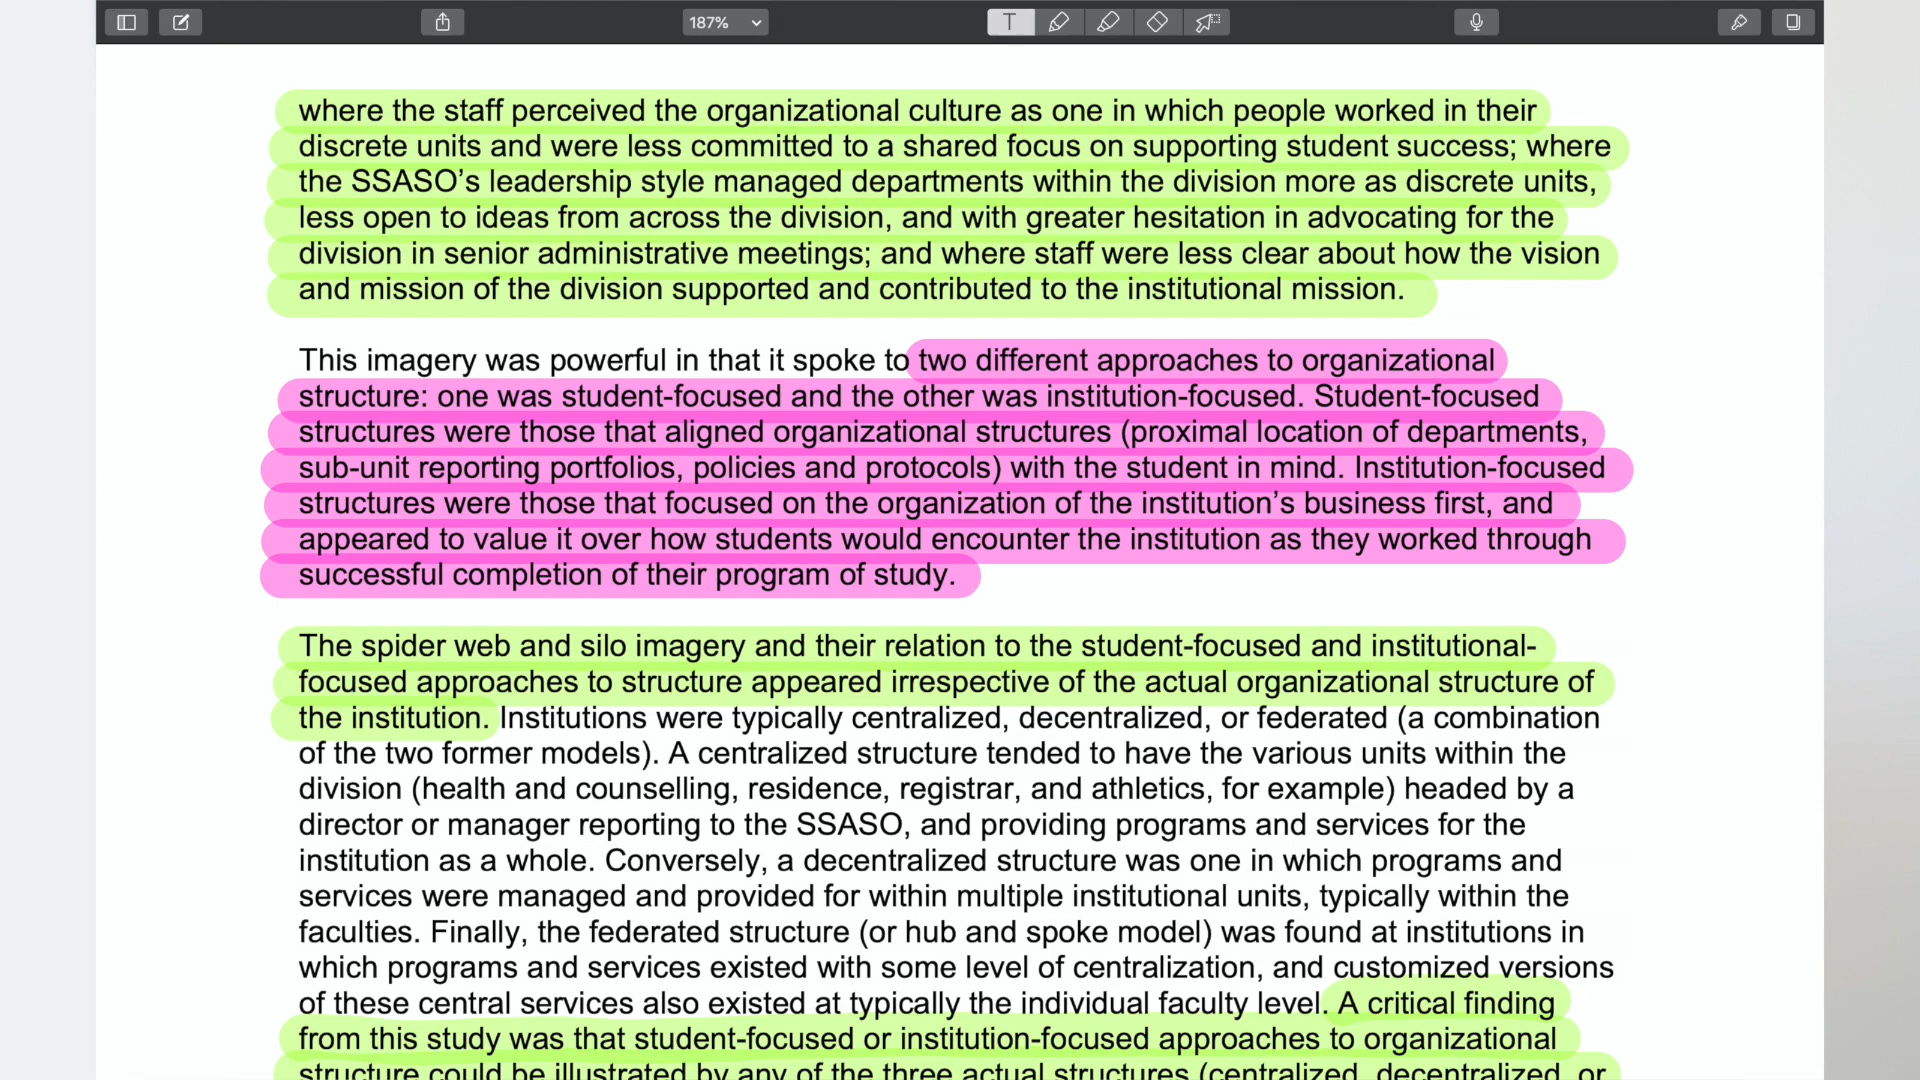 187%
T
where the staff perceived the organizational culture as one in which people worked in their
discrete units and were less committed to a shared focus on supporting student success; where
the SSASO’s leadership style managed departments within the division more as discrete units,
less open to ideas from across the division, and with greater hesitation in advocating for the
division in senior administrative meetings; and where staff were less clear about how the vision
and mission of the division supported and contributed to the institutional mission.
This imagery was powerful in that it spoke to two different approaches to organizational
structure: one was student-focused and the other was institution-focused. Student-focused
structures were those that aligned organizational structures (proximal location of departments,
sub-unit reporting portfolios, policies and protocols) with the student in mind. Institution-focused
structures were those that focused on the organization of the institution’s business first, and
appeared to value it over how students would encounter the institution as they worked through
successful completion of their program of study.
The spider web and silo imagery and their relation to the student-focused and institutional-
focused approaches to structure appeared irrespective of the actual organizational structure of
the institution. Institutions were typically centralized, decentralized, or federated (a combination
of the two former models). A centralized structure tended to have the various units within the
division (health and counselling, residence, registrar, and athletics, for example) headed by a
director or manager reporting to the SSASO, and providing programs and services for the
institution as a whole. Conversely, a decentralized structure was one in which programs and
services were managed and provided for within multiple institutional units, typically within the
faculties. Finally, the federated structure (or hub and spoke model) was found at institutions in
which programs and services existed with some level of centralization, and customized versions
of these central services also existed at typically the individual faculty level. A critical finding
from this study was that student-focused or institution-focused approaches to organizational
structure could be illustrated by any of the three actual structures (centralized, decentralized, or